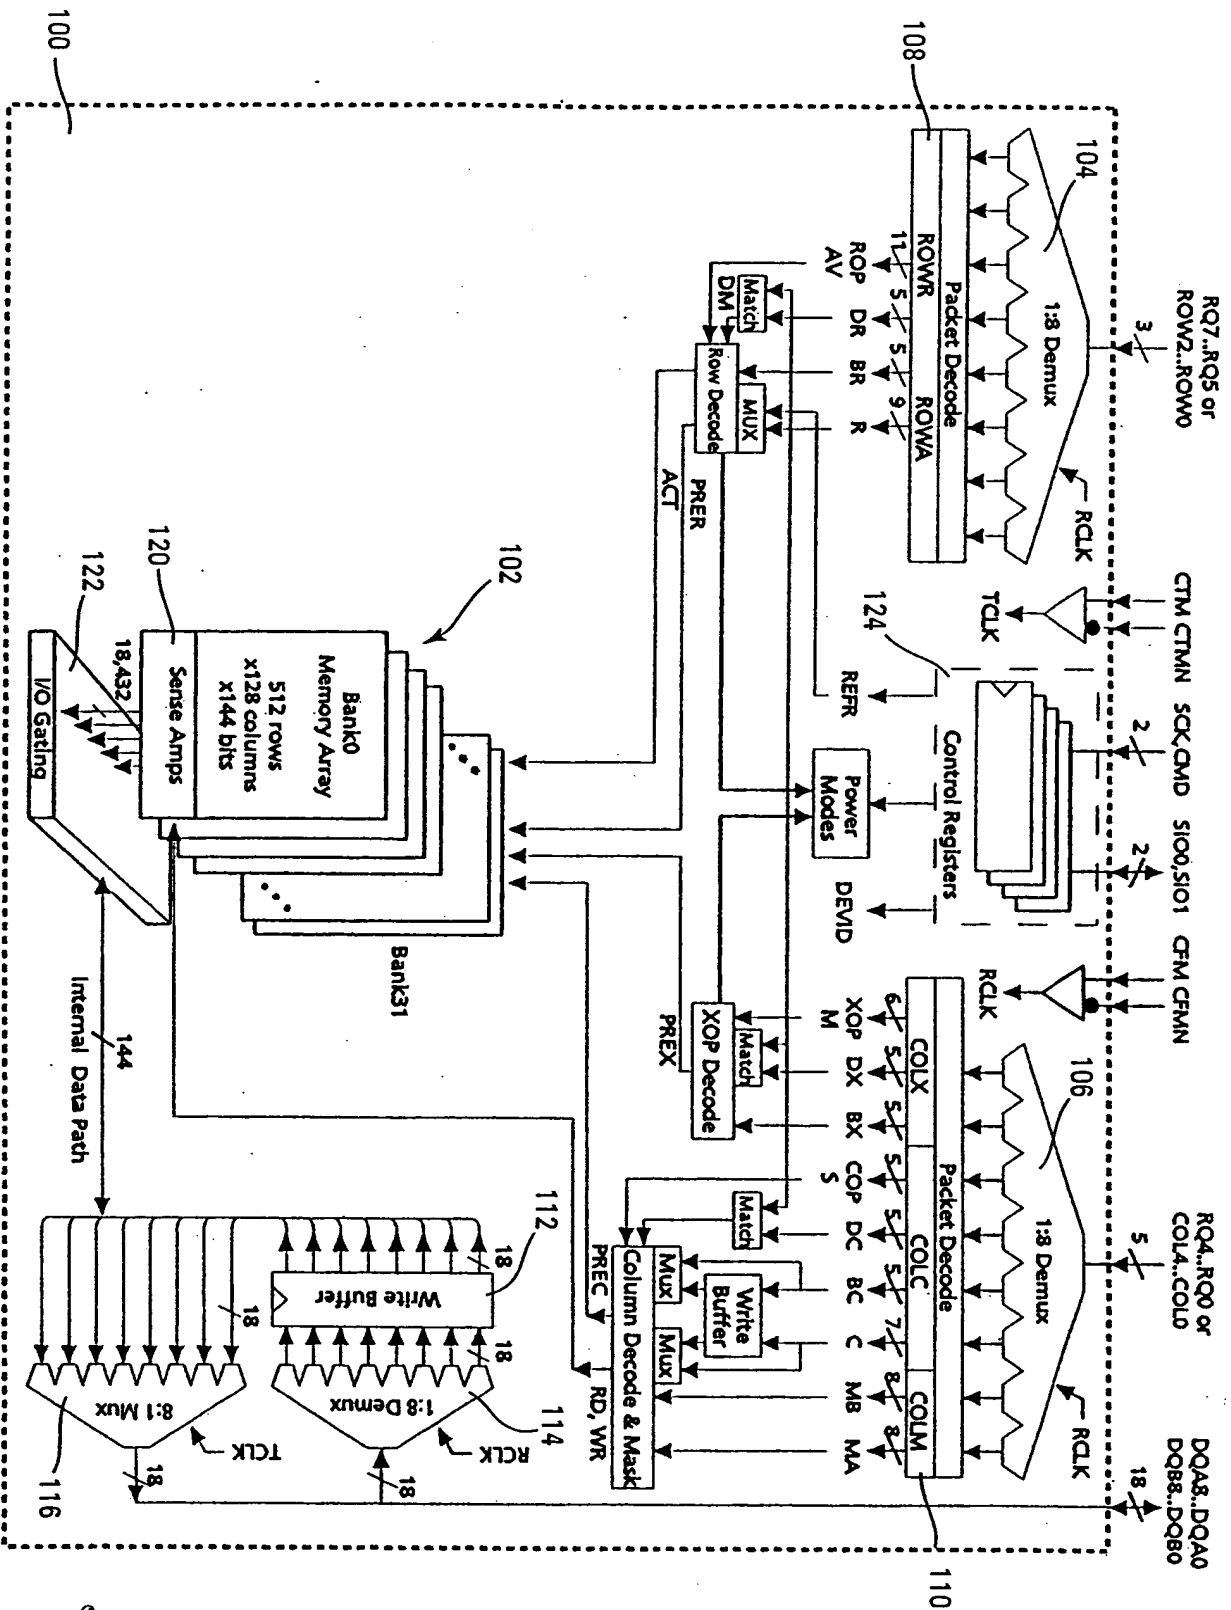 RQ7..RQ5 or
ROW2..ROW0
3
CTM CTMN
SCK,CMD
2
SIO0,SIO1
2
CFM CFMN
RQ4..RQ0 or
COL4..COL0
5
DQA8..DQA0
DQB8..DQB0
18
104
1:8 Demux
RCLK
TCLK
RCLK
106
1:8 Demux
RCLK
108
Packet Decode
ROWR
ROWA
11
5
5
9
ROP
AV
DR
BR
R
124
Control Registers
REFR
Power
Modes
DEVID
Packet Decode
COLX
COLC
COLM
110
6
5
5
5
5
5
7
8
8
XOP
M
DX
BX
COP
S
DC
BC
C
MB
MA
Match
DM
MUX
Row Decode
Match
XOP Decode
Match
Write
Buffer
Mux
Mux
Column Decode & Mask
PRER
ACT
PREX
PREC
RD, WR
102
Bank0
Memory Array
512 rows
x128 columns
x144 bits
Bank31
120
Sense Amps
122
18,432
I/O Gating
144
Internal Data Path
112
18
Write Buffer
18
114
1:8 Demux
RCLK
18
18
116
8:1 Mux
TCLK
18
100